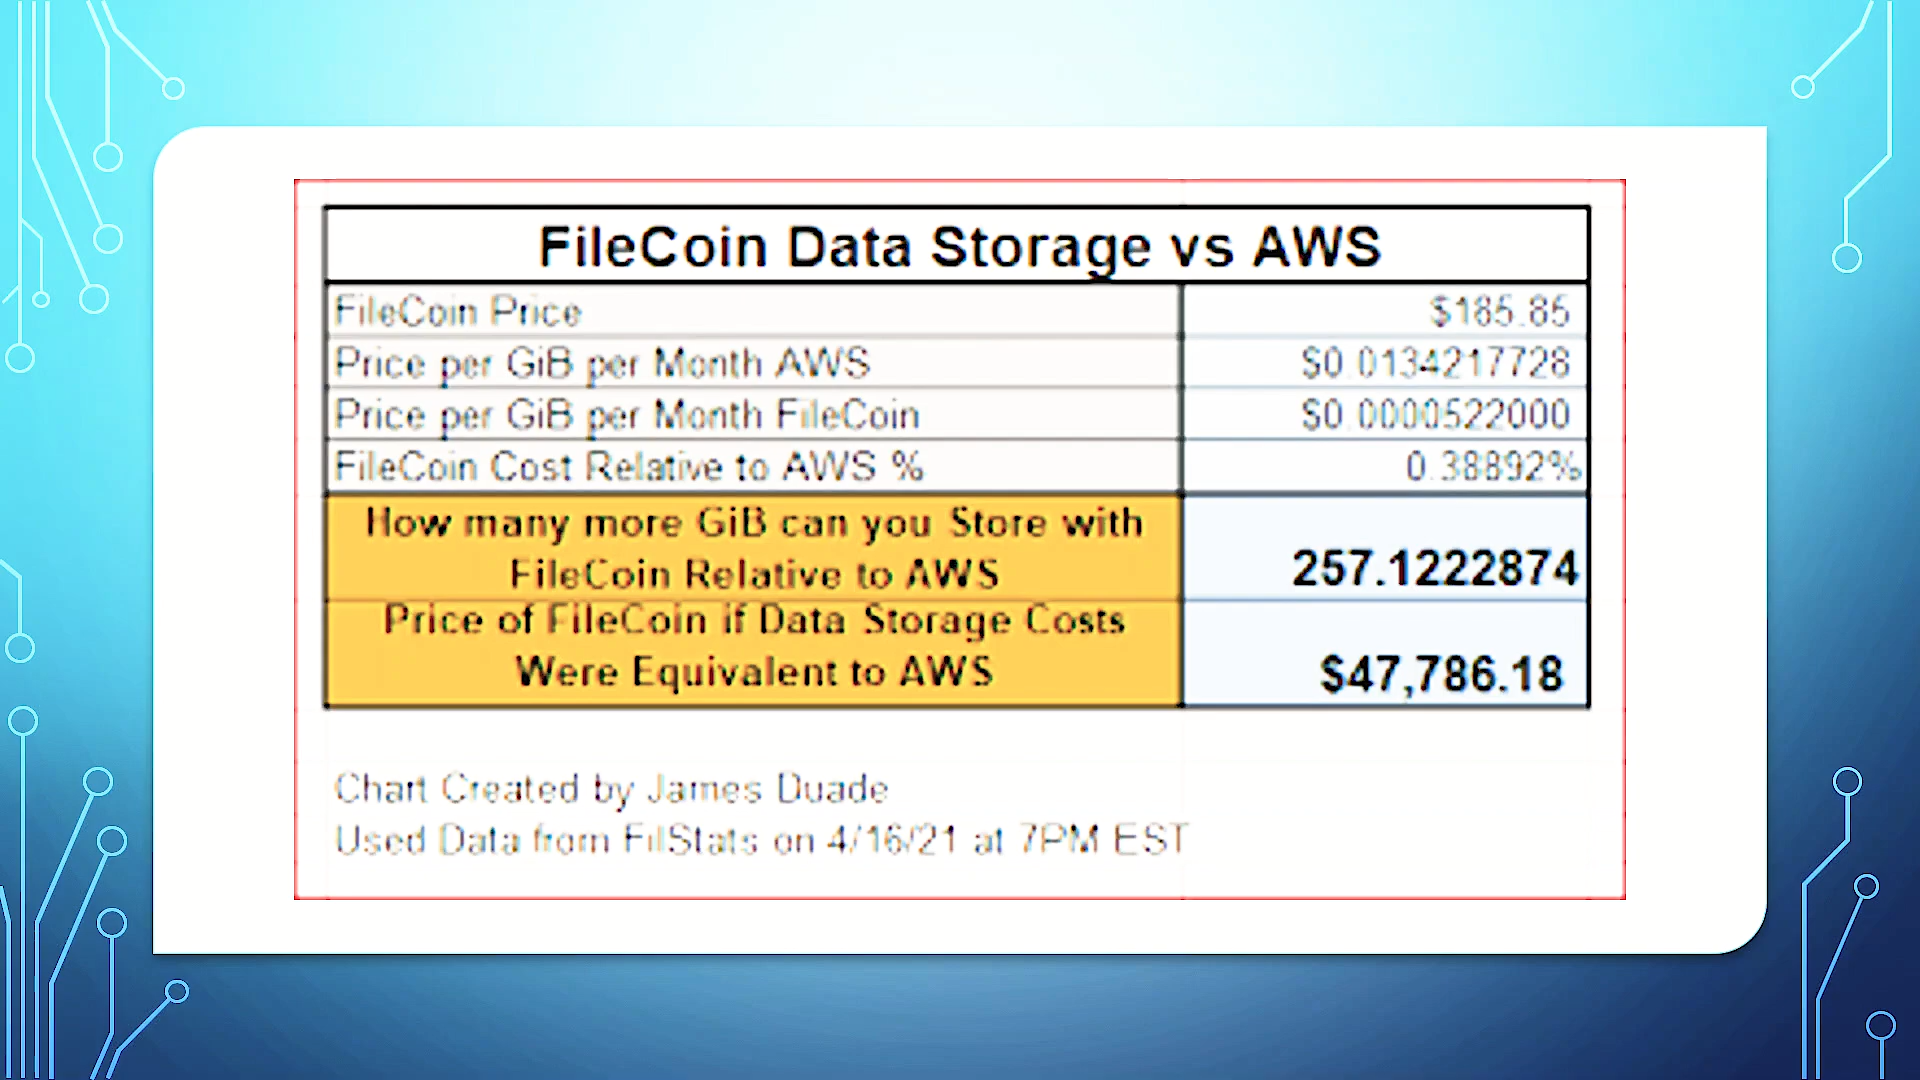 FileCoin Data Storage vs AWS
FileCoin Price $185.85
Price per GiB per Month AWS $0.0134217728
Price per GiB per Month FileCoin $0.0000522000
FileCoin Cost Relative to AWS % 0.38892%
How many more GiB can you Store with
FileCoin Relative to AWS 257.1222874
Price of FileCoin if Data Storage Costs
Were Equivalent to AWS $47,786.18
Chart Created by James Duade
Used Data from FilStats on 4/16/21 at 7PM EST